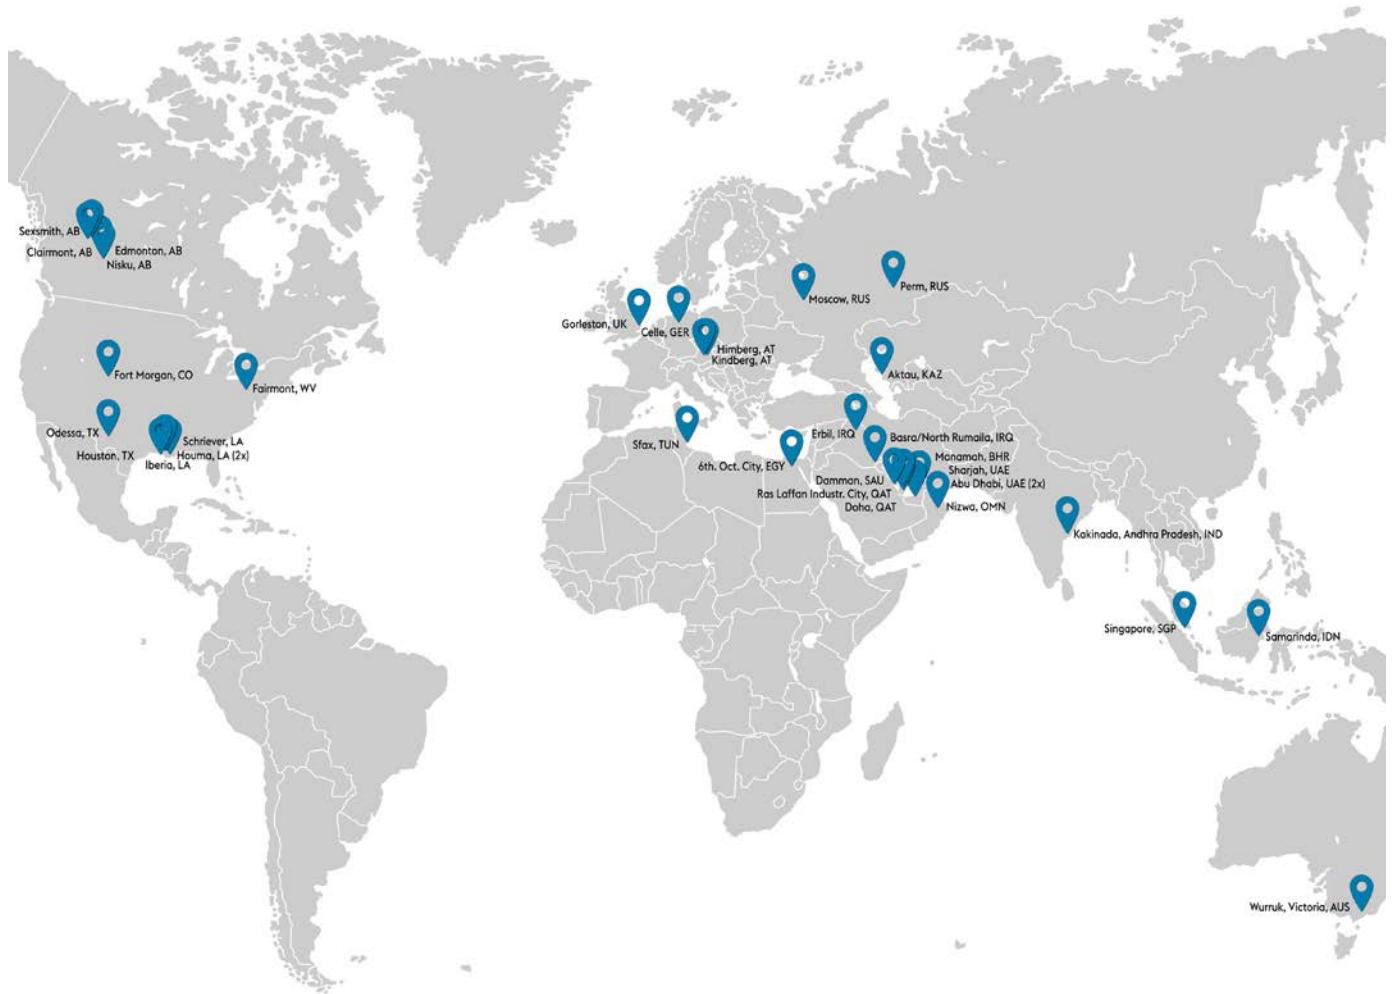 Sexsmith, AB
Clairmont, AB
Edmonton, AB
Nisku, AB
Fort Morgan, CO
Fairmont, WV
Odessa, TX
Houston, TX
Schriever, LA
Houma, LA (2x)
Iberia, LA
Gorleston, UK
Celle, GER
Himberg, AT
Kindberg, AT
Moscow, RUS
Perm, RUS
Aktau, KAZ
Sfax, TUN
6th. Oct. City, EGY
Erbil, IRQ
Basra/North Rumaila, IRQ
Manamah, BHR
Sharjah, UAE
Abu Dhabi, UAE (2x)
Damman, SAU
Ras Laffan Industr. City, QAT
Doha, QAT
Nizwa, OMN
Kakinada, Andhra Pradesh, IND
Singapore, SGP
Samarinda, IDN
Wurruk, Victoria, AUS